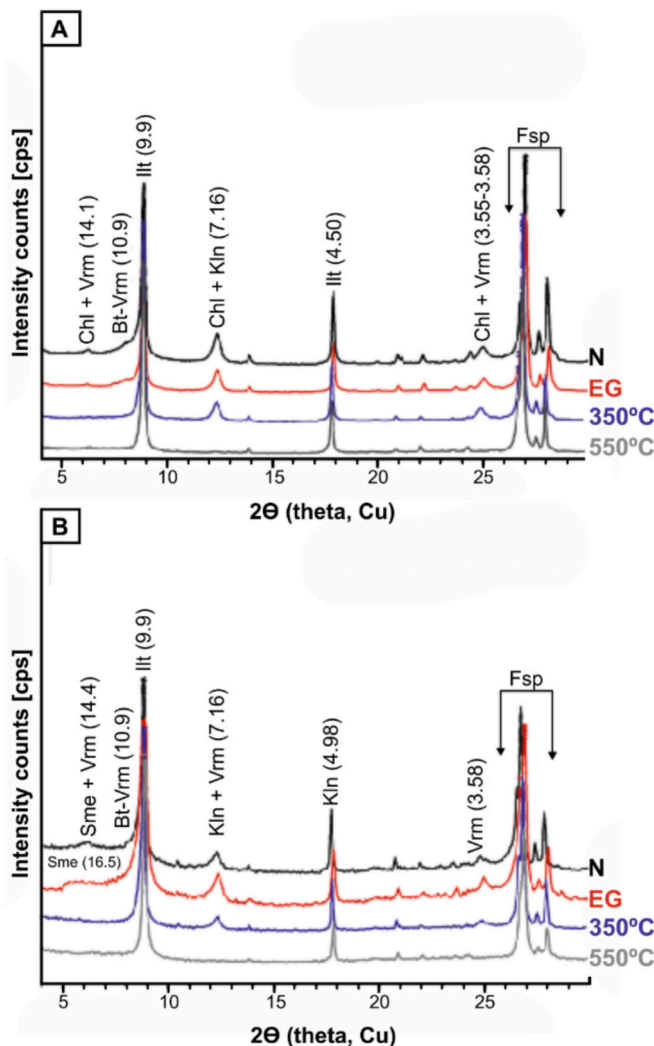 A
Intensity counts [cps]
Chl + Vrm (14.1)
Bt-Vrm (10.9)
Ilt (9.9)
Chl + Kln (7.16)
Ilt (4.50)
Chl + Vrm (3.55-3.58)
Fsp
N
EG
350ºC
550ºC
5 10 15 20 25
2Ɵ (theta, Cu)
B
Intensity counts [cps]
Sme (16.5)
Sme + Vrm (14.4)
Bt-Vrm (10.9)
Ilt (9.9)
Kln + Vrm (7.16)
Kln (4.98)
Vrm (3.58)
Fsp
N
EG
350ºC
550ºC
5 10 15 20 25
2Ɵ (theta, Cu)